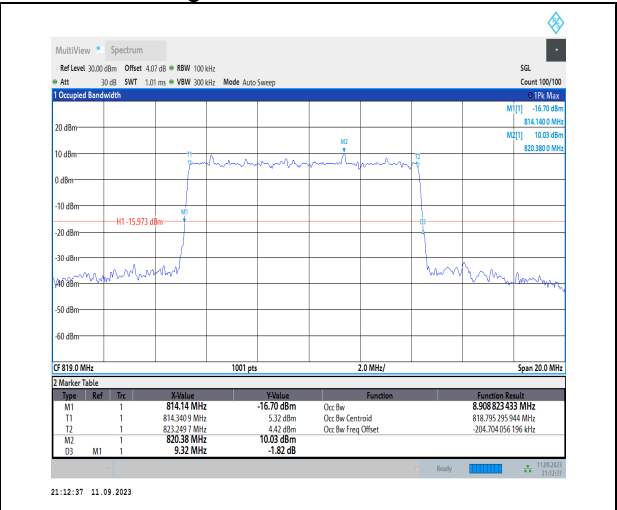 MultiView * Spectrum
Ref Level 30.00 dBm Offset 4.07 dB RBW 100 kHz SGL
Att 30 dB SWT 1.01 ms VBW 300 kHz Mode Auto Sweep Count 100/100
1 Occupied Bandwidth 1Pk Max
M1[1] -16.70 dBm
814.140 0 MHz
M2[1] 10.03 dBm
820.380 0 MHz
20 dBm
M2
10 dBm T1 T2
0 dBm
-10 dBm
M1
H1 -15.973 dBm D3
-20 dBm
-30 dBm
-40 dBm
-50 dBm
-60 dBm
CF 819.0 MHz 1001 pts 2.0 MHz/ Span 20.0 MHz
2 Marker Table
Type Ref Trc X-Value Y-Value Function Function Result
M1 1 814.14 MHz -16.70 dBm Occ Bw 8.908 823 433 MHz
T1 1 814.340 9 MHz 5.32 dBm Occ Bw Centroid 818.795 295 944 MHz
T2 1 823.249 7 MHz 4.42 dBm Occ Bw Freq Offset -204.704 056 196 kHz
M2 1 820.38 MHz 10.03 dBm
D3 M1 1 9.32 MHz -1.82 dB
Ready 11.09.2023
21:12:37
21:12:37 11.09.2023